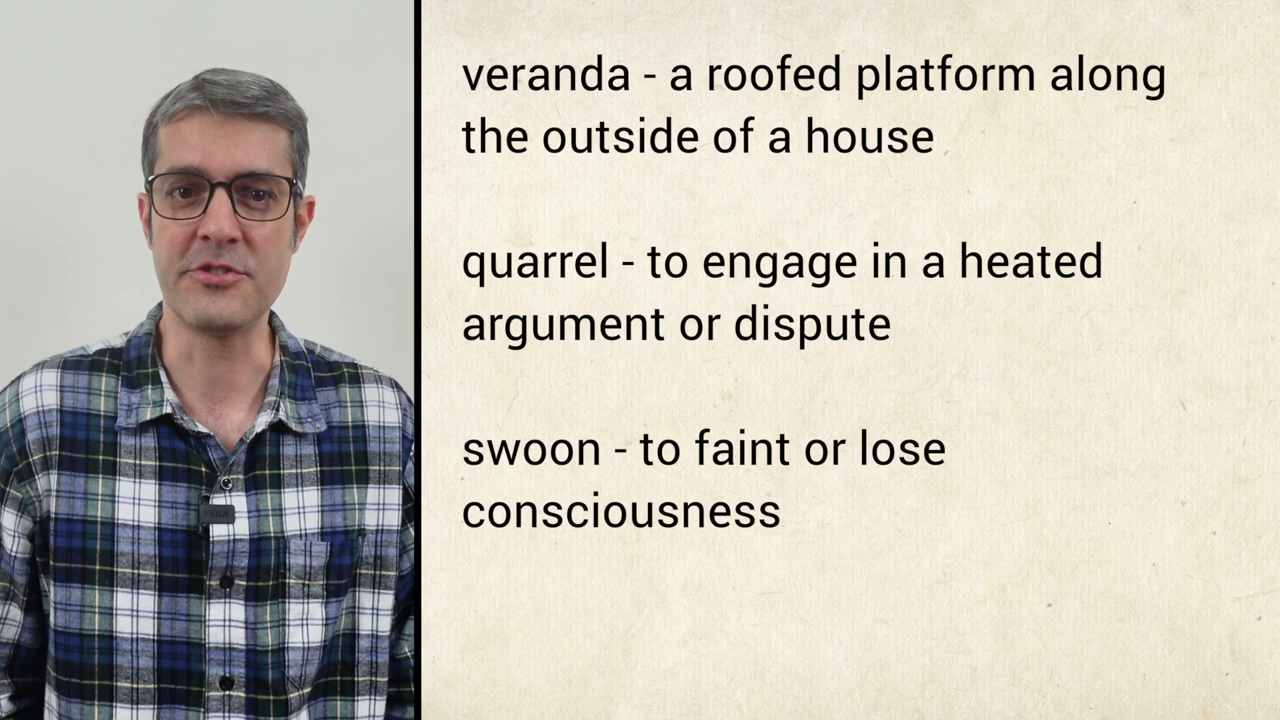 veranda - a roofed platform along
the outside of a house
quarrel - to engage in a heated
argument or dispute
swoon - to faint or lose
consciousness